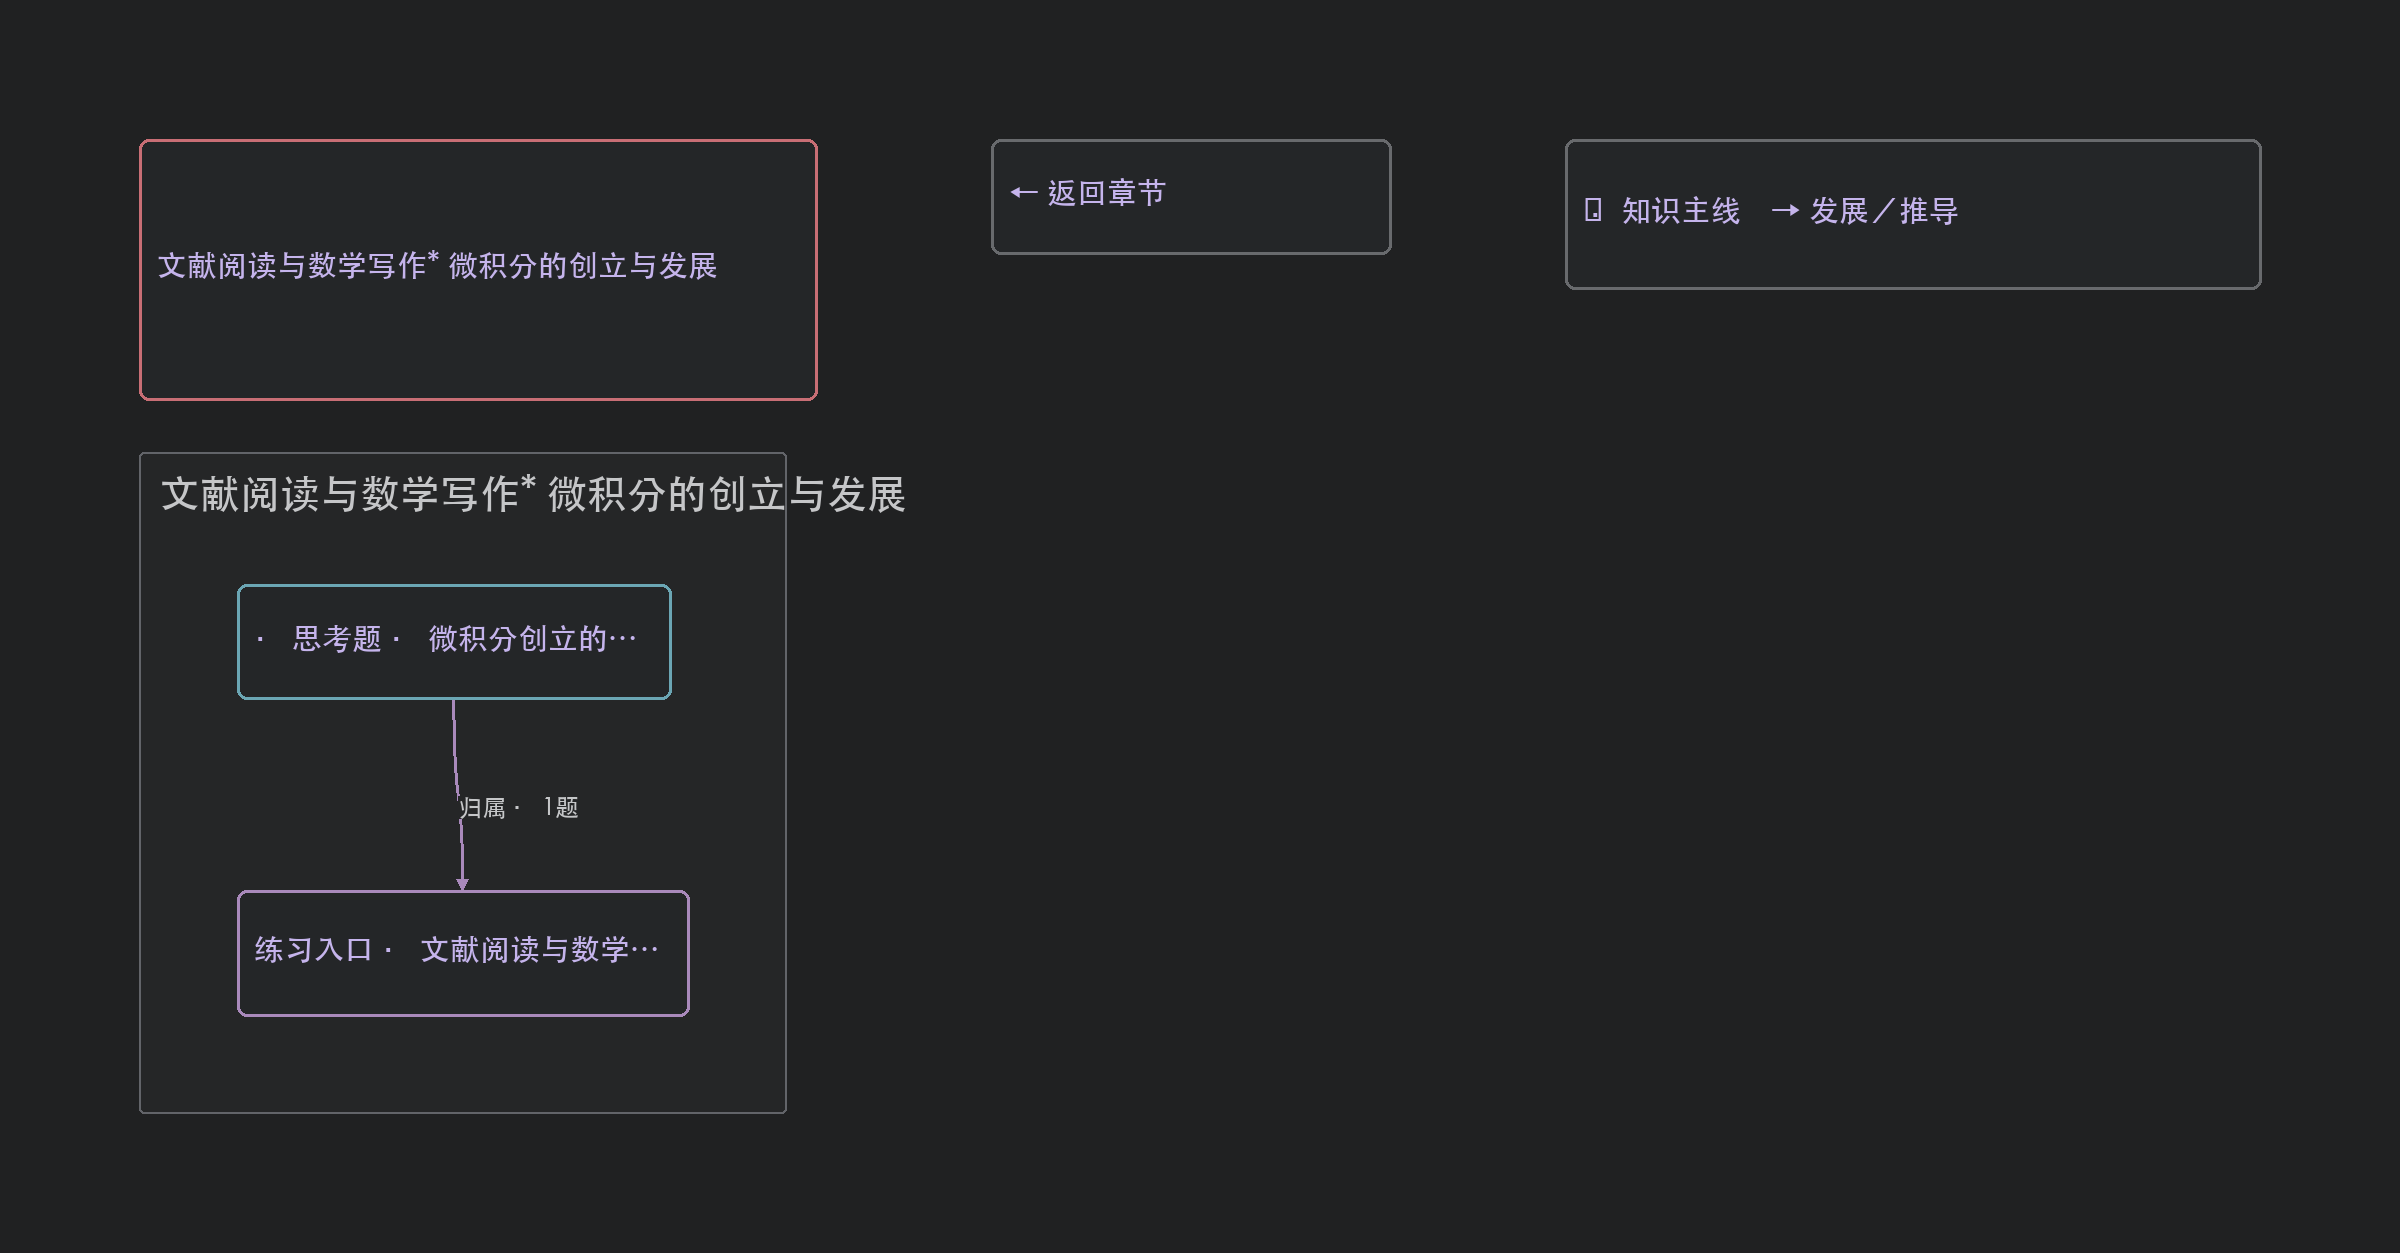 文献阅读与数学写作* 微积分的创立与发展
← 返回章节
知识主线 → 发展／推导
文献阅读与数学写作* 微积分的创立与发展
· 思考题 · 微积分创立的…
归属 · 1题
练习入口 · 文献阅读与数学…